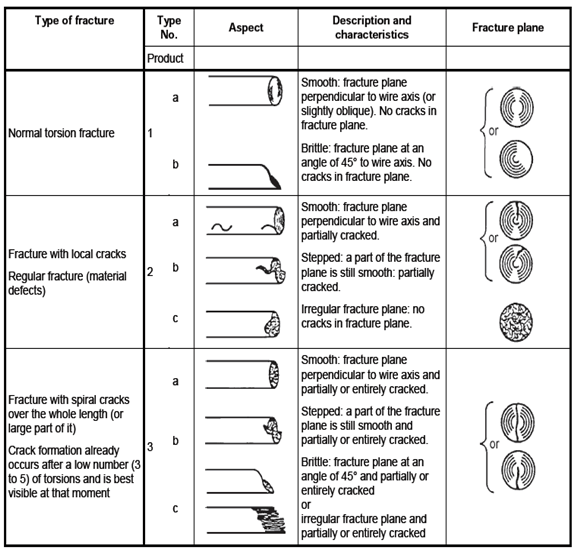 Type of fracture
Type No.
Aspect
Description and characteristics
Fracture plane
Product
Normal torsion fracture
1
a
Smooth: fracture plane
perpendicular to wire axis (or
slightly oblique). No cracks in
fracture plane.
or
b
Brittle: fracture plane at an
angle of 45° to wire axis. No
cracks in fracture plane.
Fracture with local cracks
Regular fracture (material
defects)
2
a
Smooth: fracture plane
perpendicular to wire axis and
partially cracked.
or
b
Stepped: a part of the fracture
plane is still smooth: partially
cracked.
c
Irregular fracture plane: no
cracks in fracture plane.
Fracture with spiral cracks
over the whole length (or
large part of it)
Crack formation already
occurs after a low number (3
to 5) of torsions and is best
visible at that moment
3
a
Smooth: fracture plane
perpendicular to wire axis and
partially or entirely cracked.
b
Stepped: a part of the fracture
plane is still smooth and
partially or entirely cracked.
or
Brittle: fracture plane at an
angle of 45° and partially or
entirely cracked
c
or
irregular fracture plane and
partially or entirely cracked